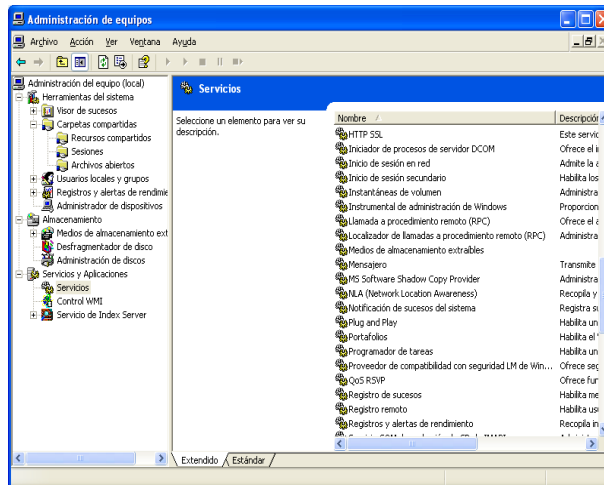 Administración de equipos
Archivo Acción Ver Ventana Ayuda
Administración del equipo (local)
Herramientas del sistema
Visor de sucesos
Carpetas compartidas
Recursos compartidos
Sesiones
Archivos abiertos
Usuarios locales y grupos
Registros y alertas de rendimie
Administrador de dispositivos
Almacenamiento
Medios de almacenamiento ext
Desfragmentador de disco
Administración de discos
Servicios y Aplicaciones
Servicios
Control WMI
Servicio de Index Server
Servicios
Seleccione un elemento para ver su
descripción.
Nombre Descripción
HTTP SSL Este servic
Iniciador de procesos de servidor DCOM Ofrece el i
Inicio de sesión en red Admite la a
Inicio de sesión secundario Habilita los
Instantáneas de volumen Administra
Instrumental de administración de Windows Proporcion
Llamada a procedimiento remoto (RPC) Ofrece el a
Localizador de llamadas a procedimiento remoto (RPC) Administra
Medios de almacenamiento extraíbles
Mensajero Transmite
MS Software Shadow Copy Provider Administra
NLA (Network Location Awareness) Recopila y
Notificación de sucesos del sistema Registra su
Plug and Play Habilita un
Portafolios Habilita el "
Programador de tareas Habilita un
Proveedor de compatibilidad con seguridad LM de Win... Ofrece seg
QoS RSVP Ofrece fun
Registro de sucesos Habilita me
Registro remoto Habilita usu
Registros y alertas de rendimiento Recopila in
Extendido Estándar